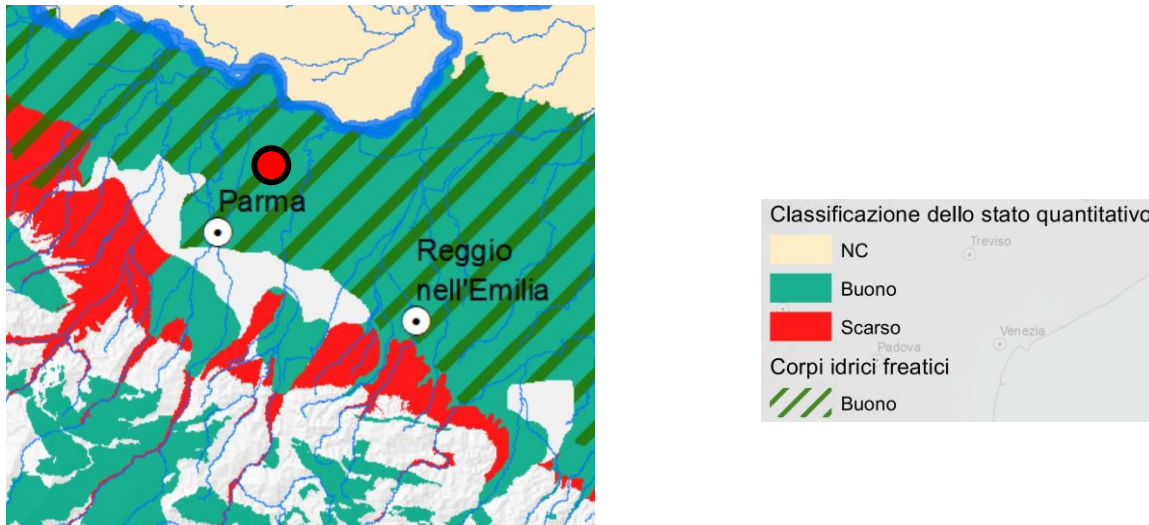 Parma
Reggio
nell'Emilia
Classificazione dello stato quantitativo
NC
Treviso
Buono
Scarso
Venezia
Padova
Corpi idrici freatici
Buono